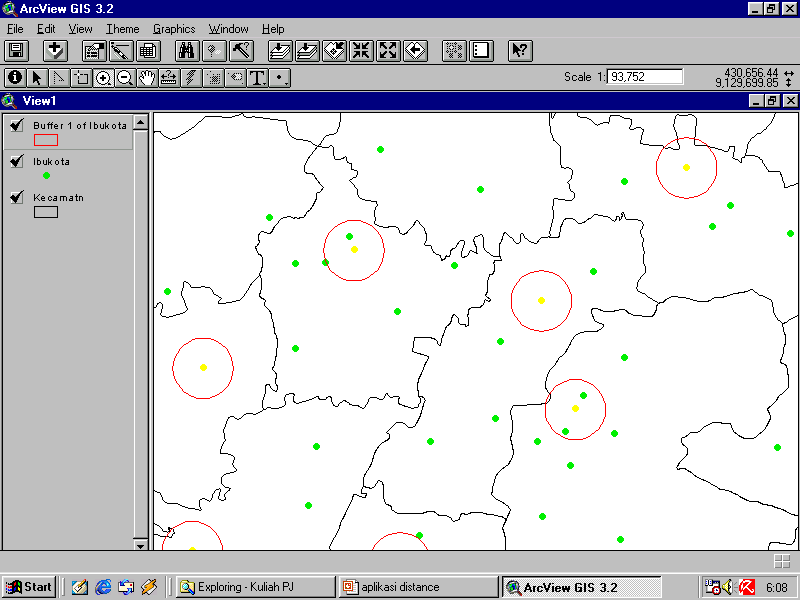 ArcView GIS 3.2
File Edit View Theme Graphics Window Help
Scale 1: 93,752
430,656.44
9,129,699.85
View1
Buffer 1 of Ibukota
Ibukota
Kecamatn
Start
Exploring - Kuliah PJ
aplikasi distance
ArcView GIS 3.2
6:08